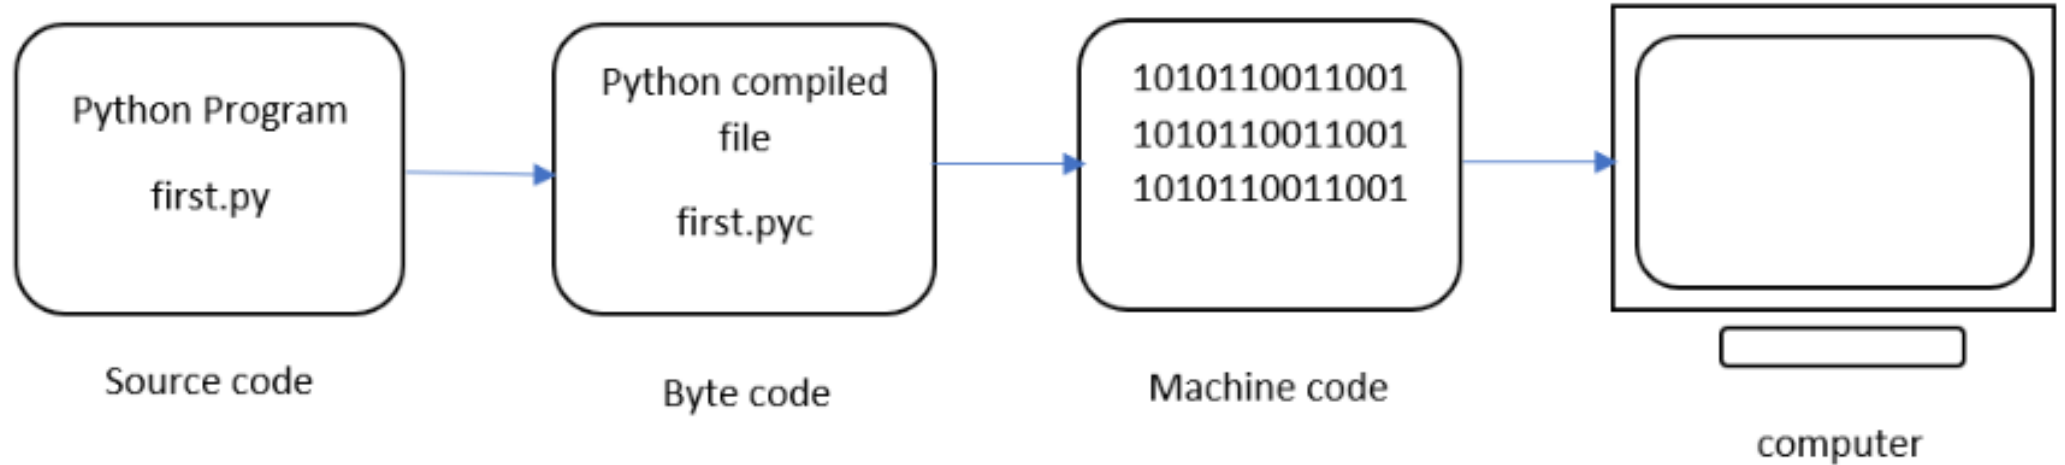 Python Program
first.py
Source code
Python compiled
file
first.pyc
Byte code
1010110011001
1010110011001
1010110011001
Machine code
computer